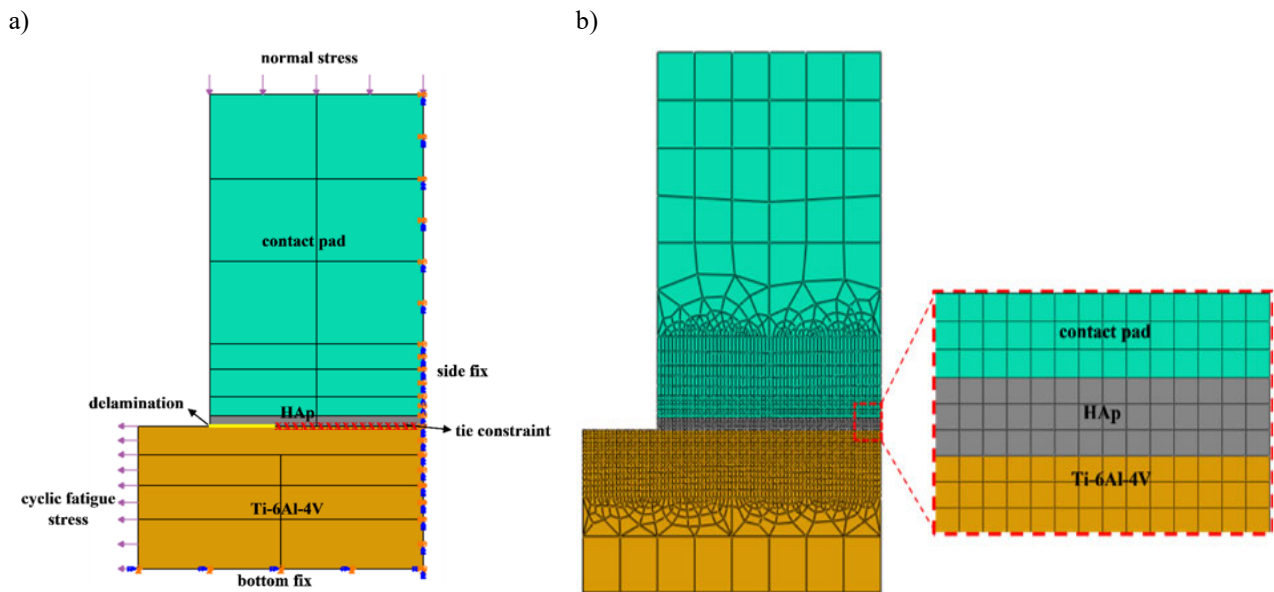 a)
b)
normal stress
contact pad
side fix
delamination
HAp
tie constraint
cyclic fatigue
stress
Ti-6Al-4V
bottom fix
contact pad
HAp
Ti-6Al-4V